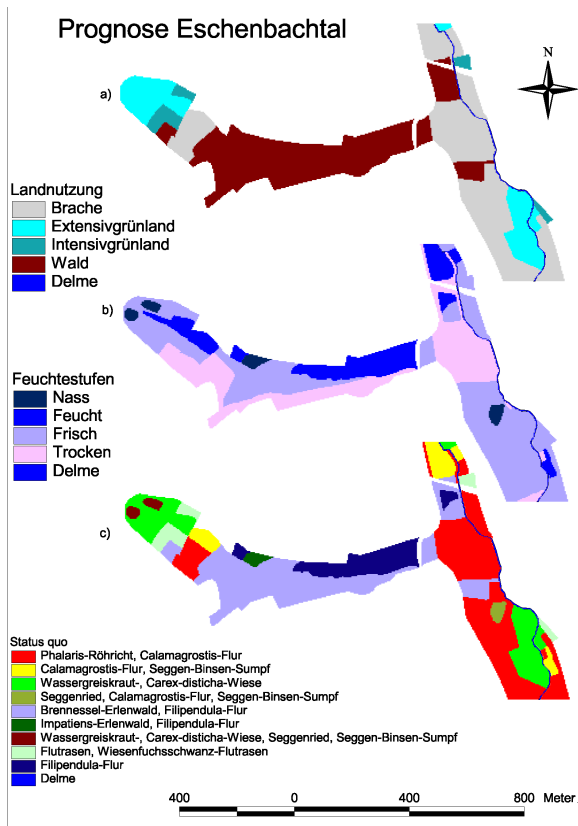 Prognose Eschenbachtal
N
a)
Landnutzung
Brache
Extensivgrünland
Intensivgrünland
Wald
Delme
b)
Feuchtestufen
Nass
Feucht
Frisch
Trocken
Delme
c)
Status quo
Phalaris-Röhricht, Calamagrostis-Flur
Calamagrostis-Flur, Seggen-Binsen-Sumpf
Wassergreiskraut-, Carex-disticha-Wiese
Seggenried, Calamagrostis-Flur, Seggen-Binsen-Sumpf
Brennessel-Erlenwald, Filipendula-Flur
Impatiens-Erlenwald, Filipendula-Flur
Wassergreiskraut-, Carex-disticha-Wiese, Seggenried, Seggen-Binsen-Sumpf
Flutrasen, Wiesenfuchsschwanz-Flutrasen
Filipendula-Flur
Delme
400 0 400 800 Meter